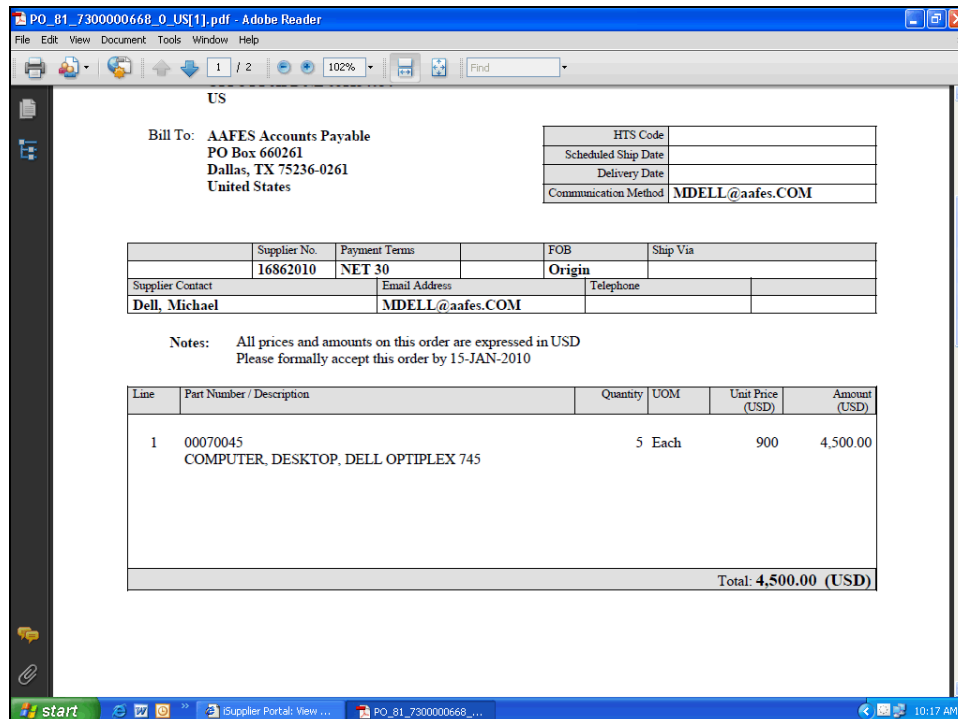 PO_81_7300000668_0_US[1].pdf - Adobe Reader
File Edit View Document Tools Window Help
1 / 2 102% Find
US
Bill To: AAFES Accounts Payable
PO Box 660261
Dallas, TX 75236-0261
United States
HTS Code
Scheduled Ship Date
Delivery Date
Communication Method MDELL@aafes.COM
Supplier No. Payment Terms FOB Ship Via
16862010 NET 30 Origin
Supplier Contact Email Address Telephone
Dell, Michael MDELL@aafes.COM
Notes: All prices and amounts on this order are expressed in USD
Please formally accept this order by 15-JAN-2010
Line Part Number / Description Quantity UOM Unit Price (USD) Amount (USD)
1 00070045 5 Each 900 4,500.00
COMPUTER, DESKTOP, DELL OPTIPLEX 745
Total: 4,500.00 (USD)
start iSupplier Portal: View ... PO_81_7300000668_... 10:17 AM